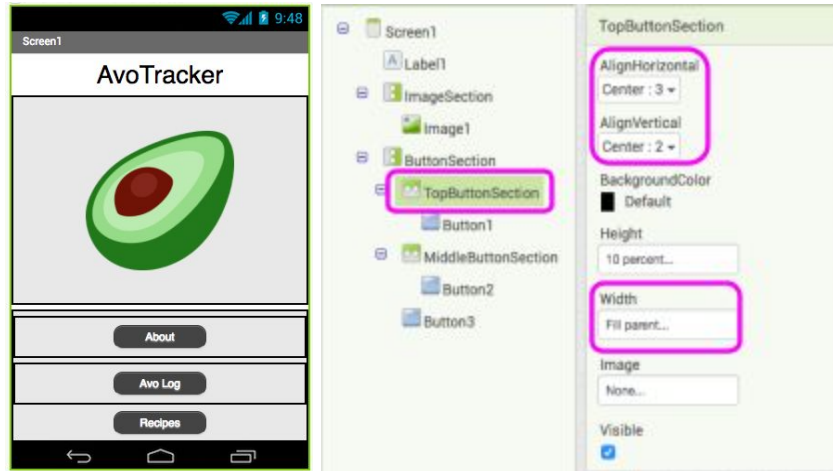 9:48
Screen1
AvoTracker
About
Avo Log
Recipes
Screen1
Label1
ImageSection
Image1
ButtonSection
TopButtonSection
Button1
MiddleButtonSection
Button2
Button3
TopButtonSection
AlignHorizontal
Center : 3
AlignVertical
Center : 2
BackgroundColor
Default
Height
10 percent...
Width
Fill parent...
Image
None...
Visible